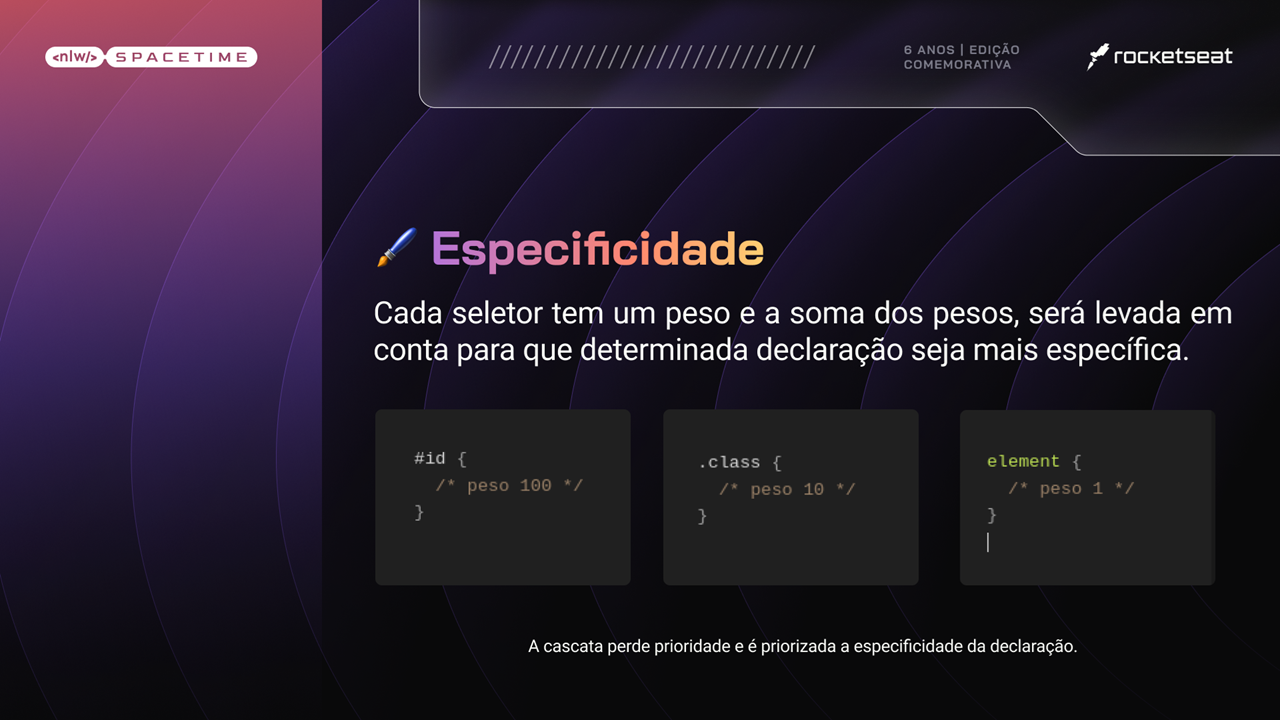 <nlw/> SPACETIME
////////////////////////////
6 ANOS | EDIÇÃO
COMEMORATIVA
rocketseat
Especificidade
Cada seletor tem um peso e a soma dos pesos, será levada em
conta para que determinada declaração seja mais específica.
#id {
/* peso 100 */
}
.class {
/* peso 10 */
}
element {
/* peso 1 */
}
A cascata perde prioridade e é priorizada a especificidade da declaração.